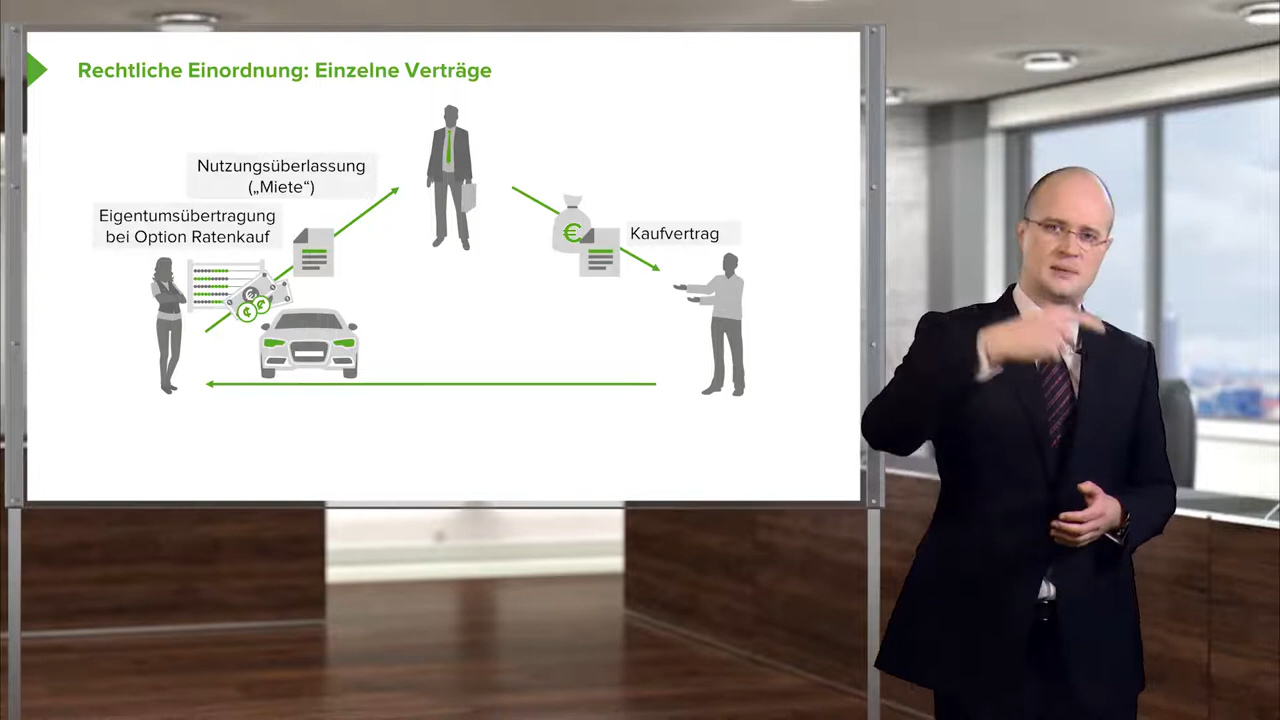 Rechtliche Einordnung: Einzelne Verträge
Nutzungsüberlassung
(„Miete“)
Eigentumsübertragung
bei Option Ratenkauf
€
Kaufvertrag